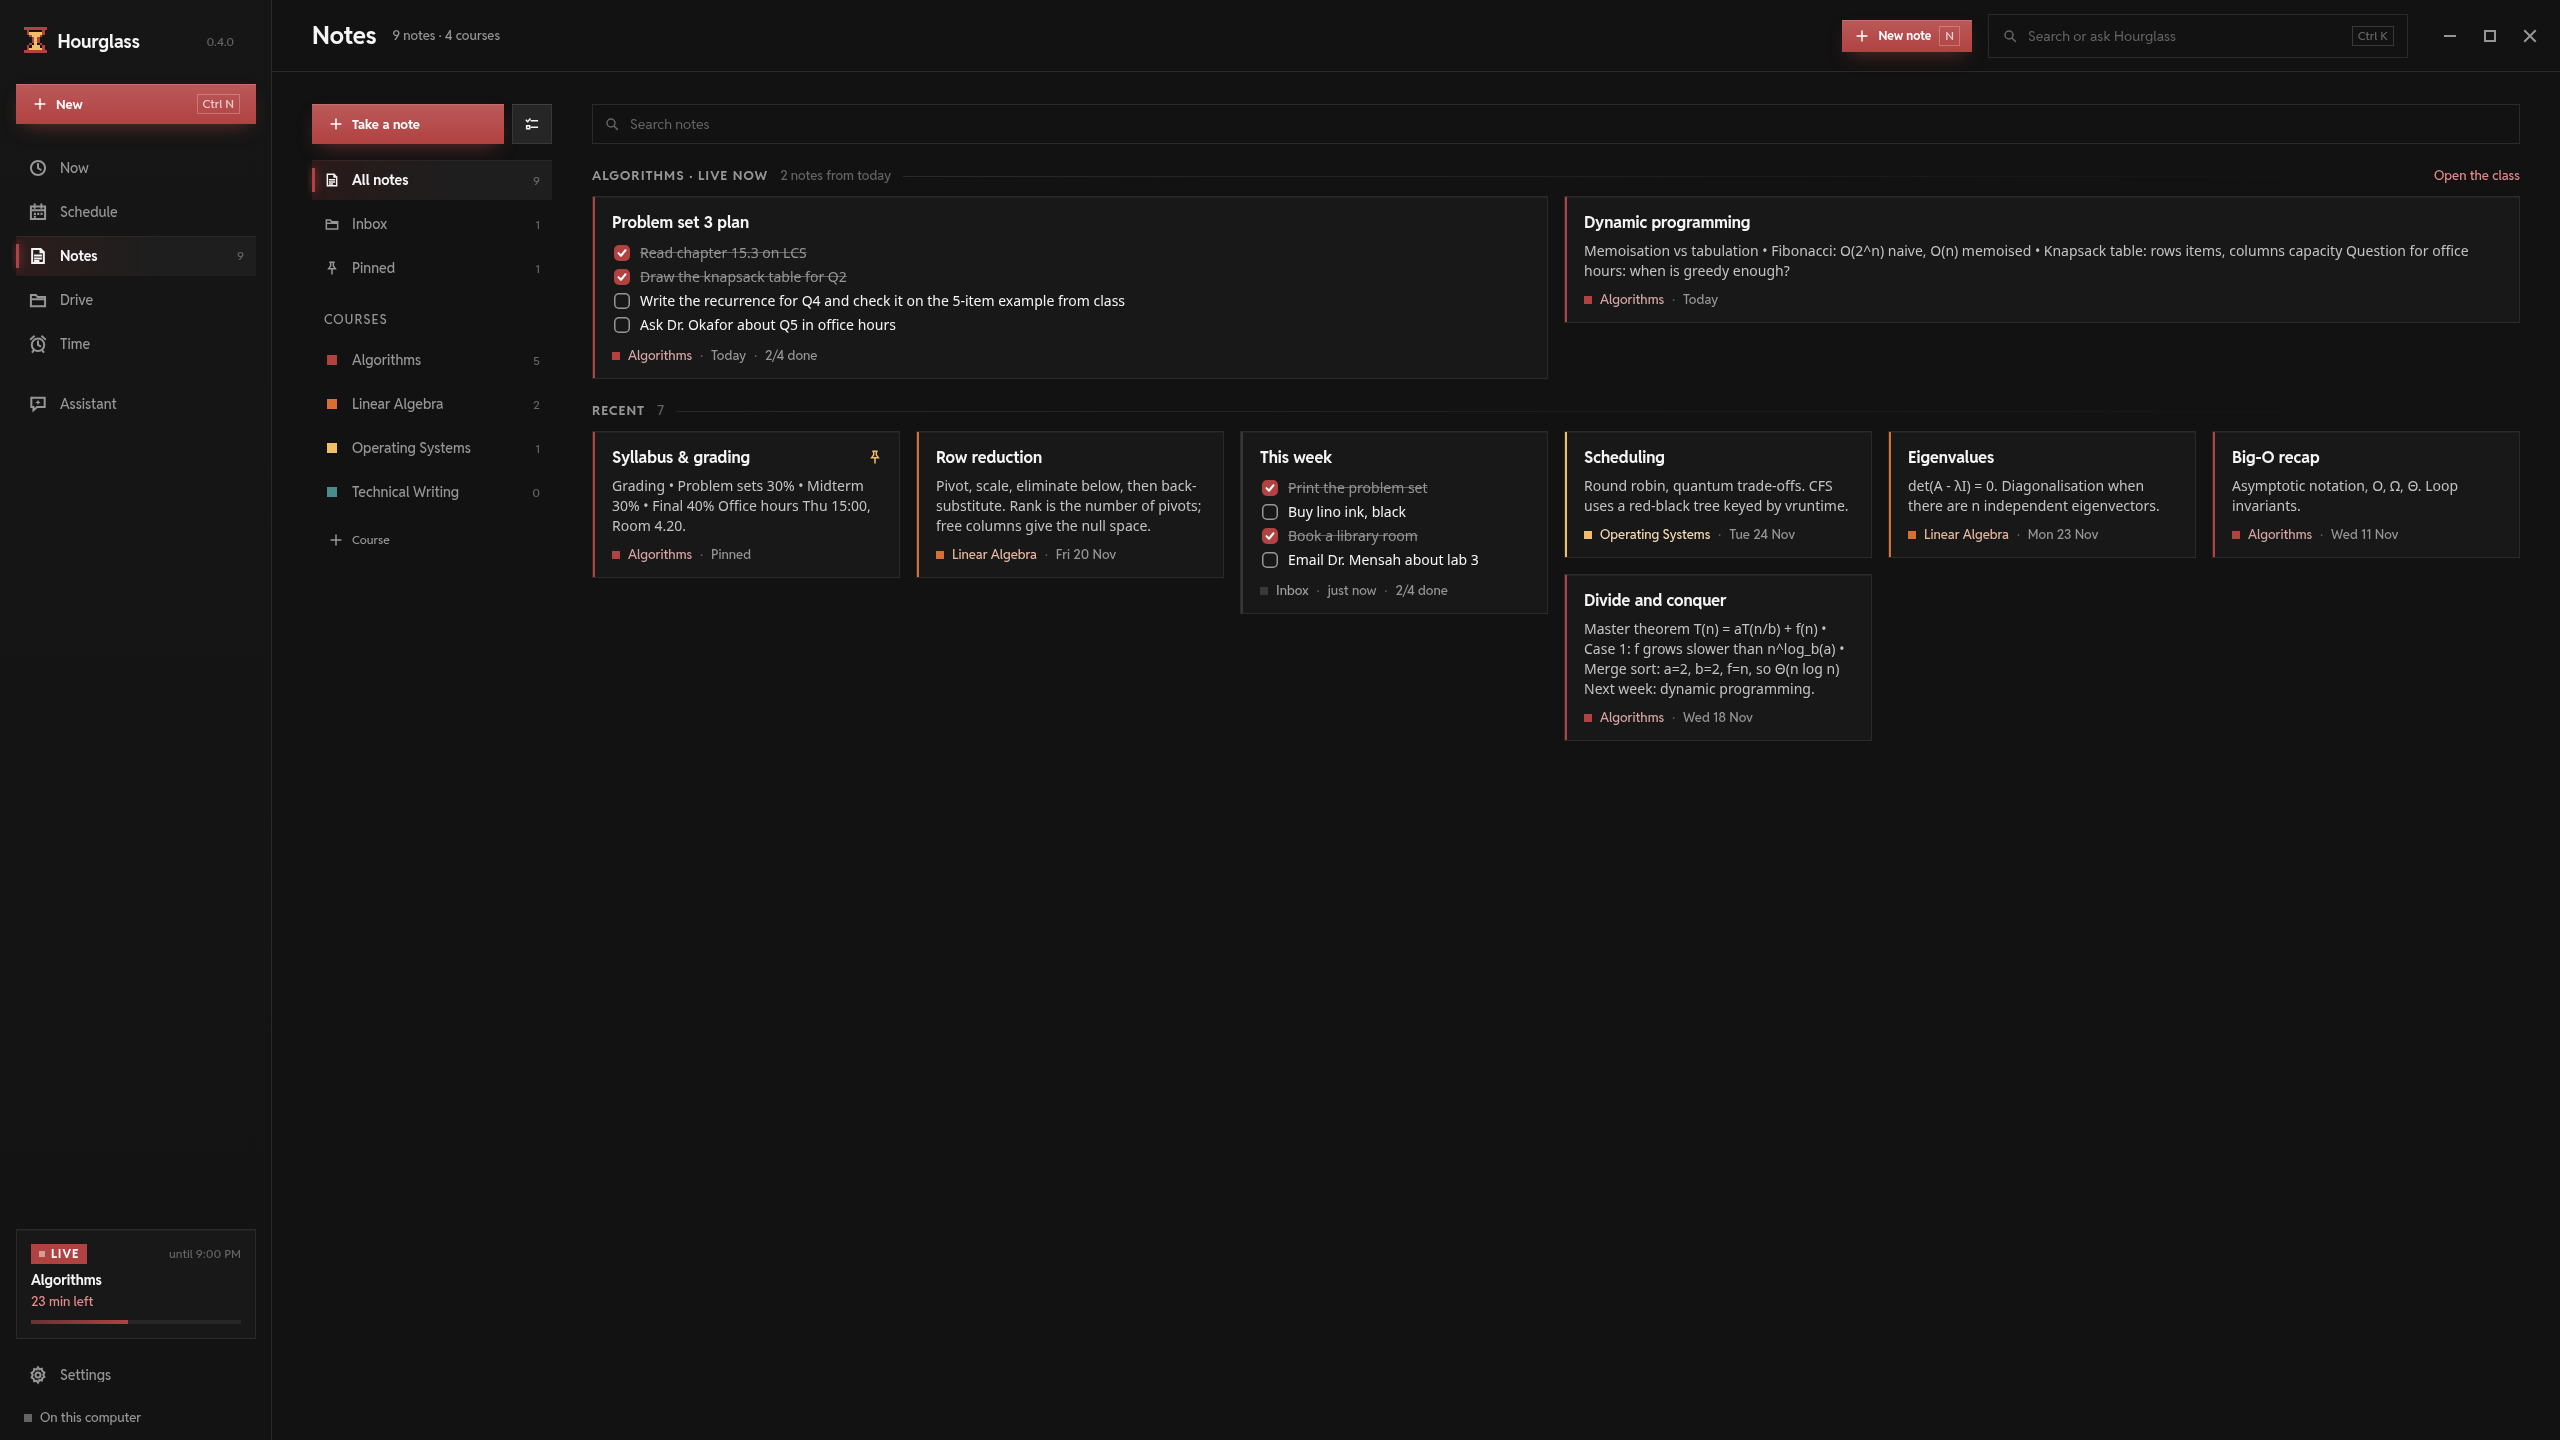 Hourglass 0.4.0
New Ctrl N
Now
Schedule
Notes 9
Drive
Time
Assistant
LIVE until 9:00 PM
Algorithms
23 min left
Settings
On this computer
Notes 9 notes · 4 courses
New note N
Search or ask Hourglass Ctrl K
Take a note
All notes 9
Inbox 1
Pinned 1
COURSES
Algorithms 5
Linear Algebra 2
Operating Systems 1
Technical Writing 0
Course
Search notes
ALGORITHMS · LIVE NOW 2 notes from today
Open the class
Problem set 3 plan
Read chapter 15.3 on LCS
Draw the knapsack table for Q2
Write the recurrence for Q4 and check it on the 5-item example from class
Ask Dr. Okafor about Q5 in office hours
Algorithms · Today · 2/4 done
Dynamic programming
Memoisation vs tabulation • Fibonacci: O(2^n) naive, O(n) memoised • Knapsack table: rows items, columns capacity Question for office
hours: when is greedy enough?
Algorithms · Today
RECENT 7
Syllabus & grading
Grading • Problem sets 30% • Midterm
30% • Final 40% Office hours Thu 15:00,
Room 4.20.
Algorithms · Pinned
Row reduction
Pivot, scale, eliminate below, then back-
substitute. Rank is the number of pivots;
free columns give the null space.
Linear Algebra · Fri 20 Nov
This week
Print the problem set
Buy lino ink, black
Book a library room
Email Dr. Mensah about lab 3
Inbox · just now · 2/4 done
Scheduling
Round robin, quantum trade-offs. CFS
uses a red-black tree keyed by vruntime.
Operating Systems · Tue 24 Nov
Eigenvalues
det(A - λI) = 0. Diagonalisation when
there are n independent eigenvectors.
Linear Algebra · Mon 23 Nov
Big-O recap
Asymptotic notation, O, Ω, Θ. Loop
invariants.
Algorithms · Wed 11 Nov
Divide and conquer
Master theorem T(n) = aT(n/b) + f(n) •
Case 1: f grows slower than n^log_b(a) •
Merge sort: a=2, b=2, f=n, so Θ(n log n)
Next week: dynamic programming.
Algorithms · Wed 18 Nov